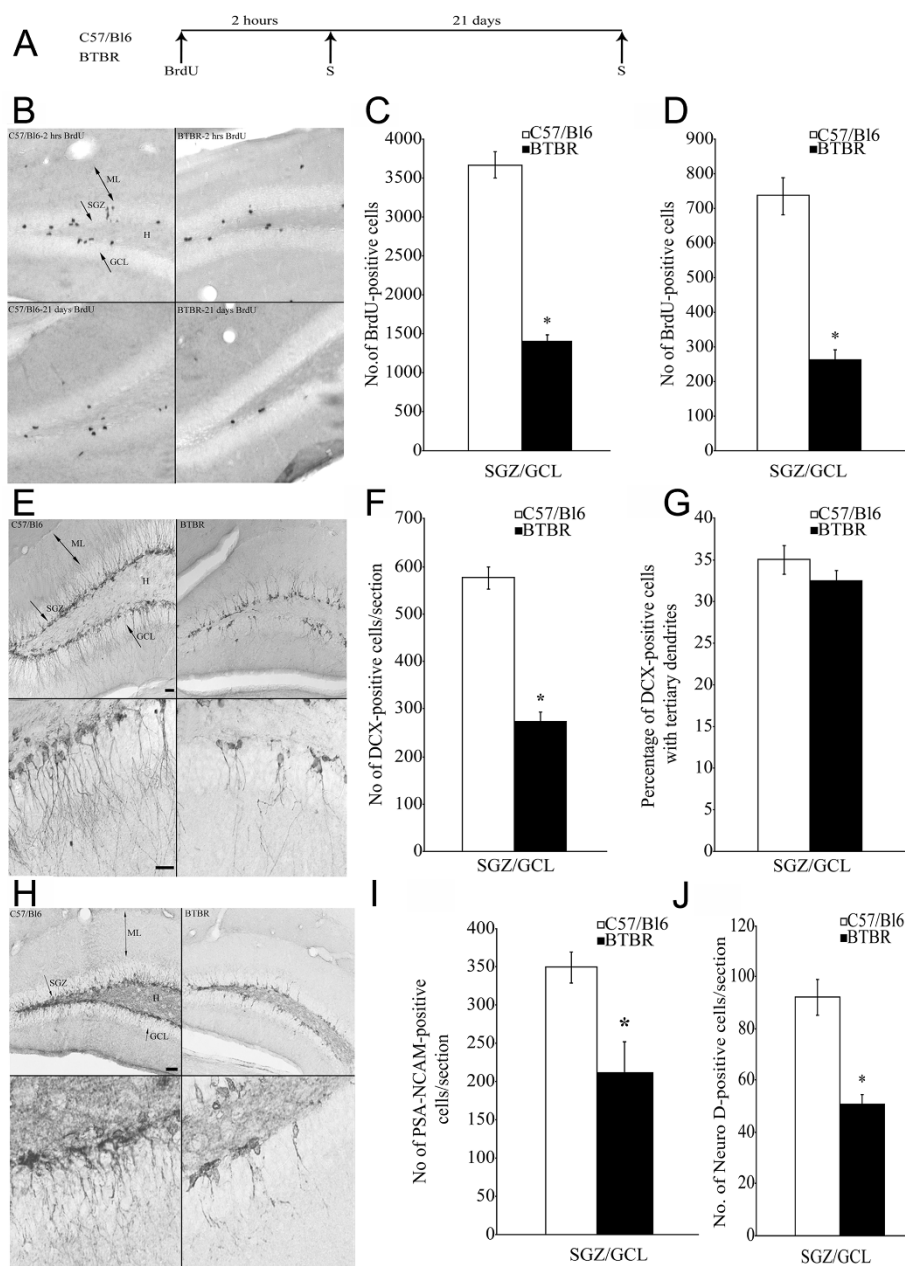 A
C57/Bl6
BTBR
2 hours
21 days
BrdU
S
S
B
C57/Bl6-2 hrs BrdU
BTBR-2 hrs BrdU
ML
SGZ
H
GCL
C57/Bl6-21 days BrdU
BTBR-21 days BrdU
C
C57/Bl6
BTBR
No.of BrdU-positive cells
4000
3500
3000
2500
2000
1500
1000
500
0
*
SGZ/GCL
D
C57/Bl6
BTBR
No of BrdU-positive cells
900
800
700
600
500
400
300
200
100
0
*
SGZ/GCL
E
C57/Bl6
BTBR
ML
H
SGZ
GCL
F
C57/Bl6
BTBR
No of DCX-positive cells/section
700
600
500
400
300
200
100
0
*
SGZ/GCL
G
C57/Bl6
BTBR
Percentage of DCX-positive cells
with tertiary dendrites
40
35
30
25
20
15
10
5
0
SGZ/GCL
H
C57/Bl6
BTBR
ML
SGZ
H
GCL
I
C57/Bl6
BTBR
No of PSA-NCAM-positive
cells/section
400
350
300
250
200
150
100
50
0
*
SGZ/GCL
J
C57/Bl6
BTBR
No. of Neuro D-positive cells/section
120
100
80
60
40
20
0
*
SGZ/GCL